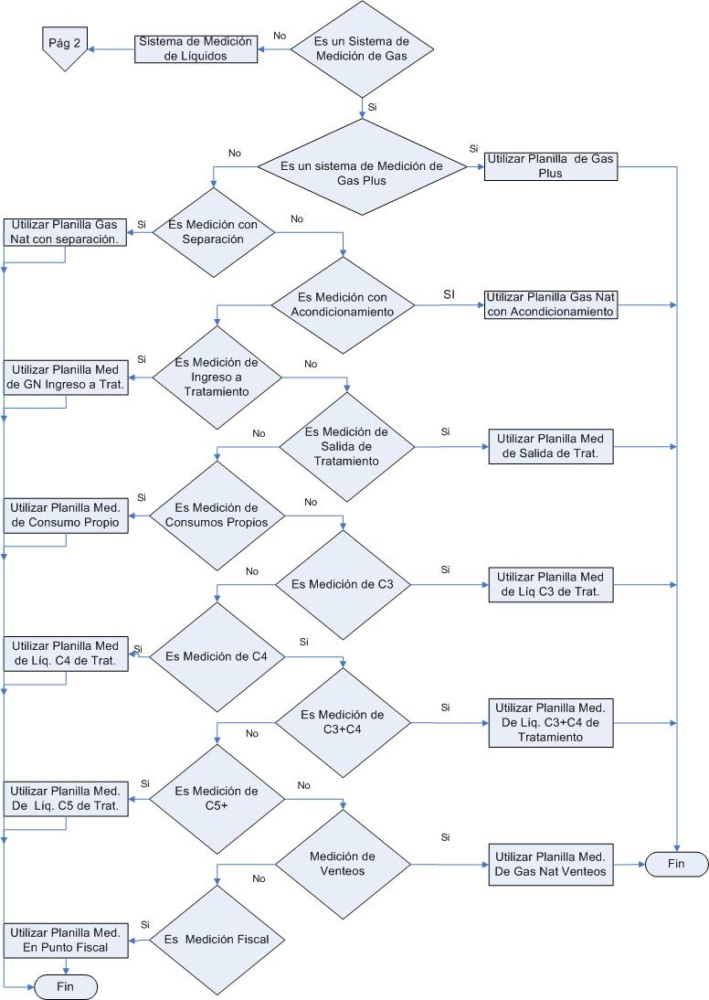 Pág 2
Sistema de Medición
de Líquidos
No
Es un Sistema de
Medición de Gas
Si
No
Es un sistema de Medición de
Gas Plus
Si
Utilizar Planilla de Gas
Plus
Utilizar Planilla Gas
Nat con separación.
Si
Es Medición con
Separación
No
Es Medición con
Acondicionamiento
SI
Utilizar Planilla Gas Nat
con Acondicionamiento
Utilizar Planilla Med
de GN Ingreso a Trat.
Si
Es Medición de
Ingreso a
Tratamiento
No
No
Es Medición de
Salida de
Tratamiento
Si
Utilizar Planilla Med
de Salida de Trat.
Utilizar Planilla Med.
de Consumo Propio
Si
Es Medición de
Consumos Propios
No
No
Es Medición de C3
Si
Utilizar Planilla Med
de Líq C3 de Trat.
Utilizar Planilla Med
de Líq. C4 de Trat.
Si
Es Medición de C4
Si
No
Es Medición de
C3+C4
Si
Utilizar Planilla Med.
De Líq. C3+C4 de
Tratamiento
Utilizar Planilla Med.
De Líq. C5 de Trat.
Si
Es Medición de
C5+
No
No
Medición de
Venteos
Si
Utilizar Planilla Med.
De Gas Nat Venteos
Fin
Utilizar Planilla Med.
En Punto Fiscal
Si
Es Medición Fiscal
Fin